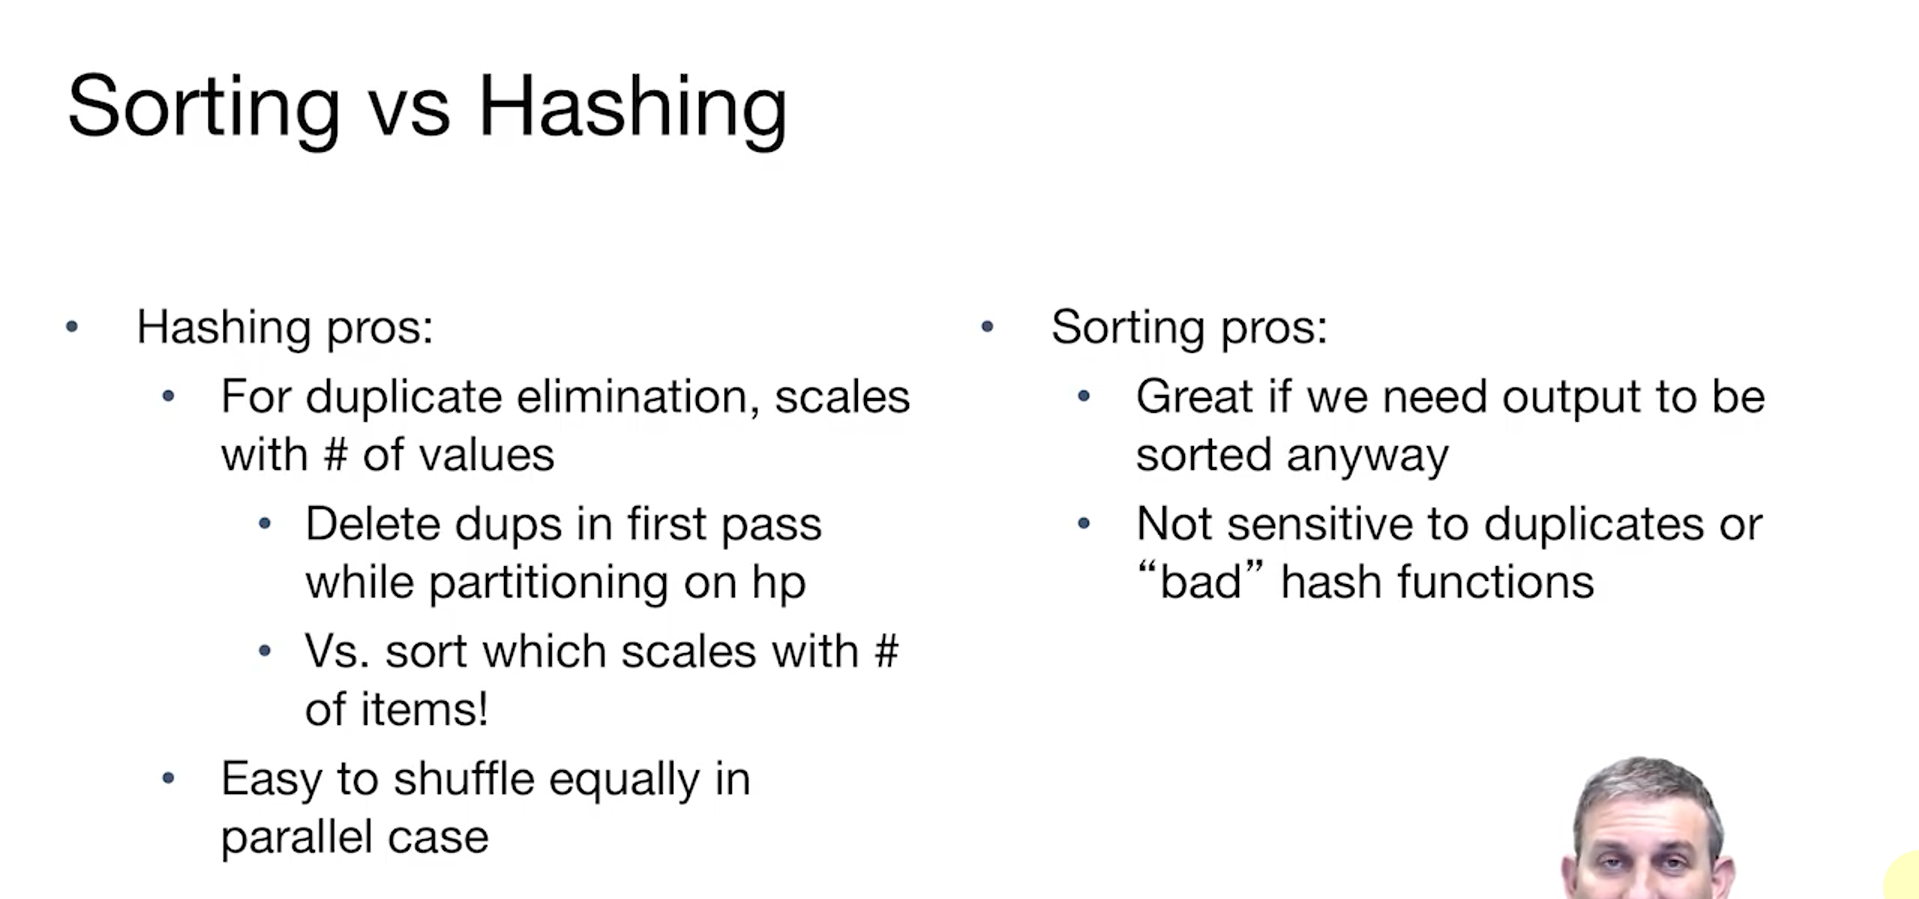 Sorting vs Hashing
• Hashing pros:
• For duplicate elimination, scales
with # of values
• Delete dups in first pass
while partitioning on hp
• Vs. sort which scales with #
of items!
• Easy to shuffle equally in
parallel case
• Sorting pros:
• Great if we need output to be
sorted anyway
• Not sensitive to duplicates or
“bad” hash functions